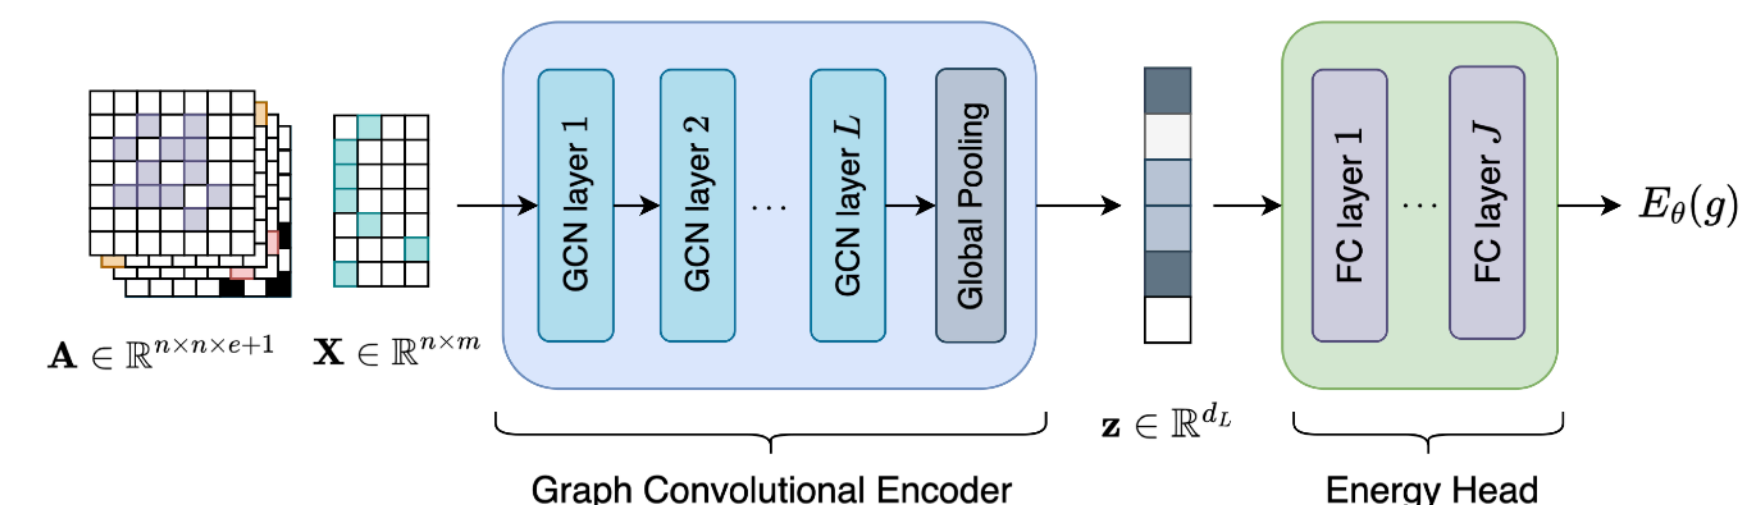 A ∈ ℝ^{n×n×e+1}
X ∈ ℝ^{n×m}
GCN layer 1
GCN layer 2
...
GCN layer L
Global Pooling
Graph Convolutional Encoder
z ∈ ℝ^{d_L}
FC layer 1
...
FC layer J
Energy Head
E_θ(g)